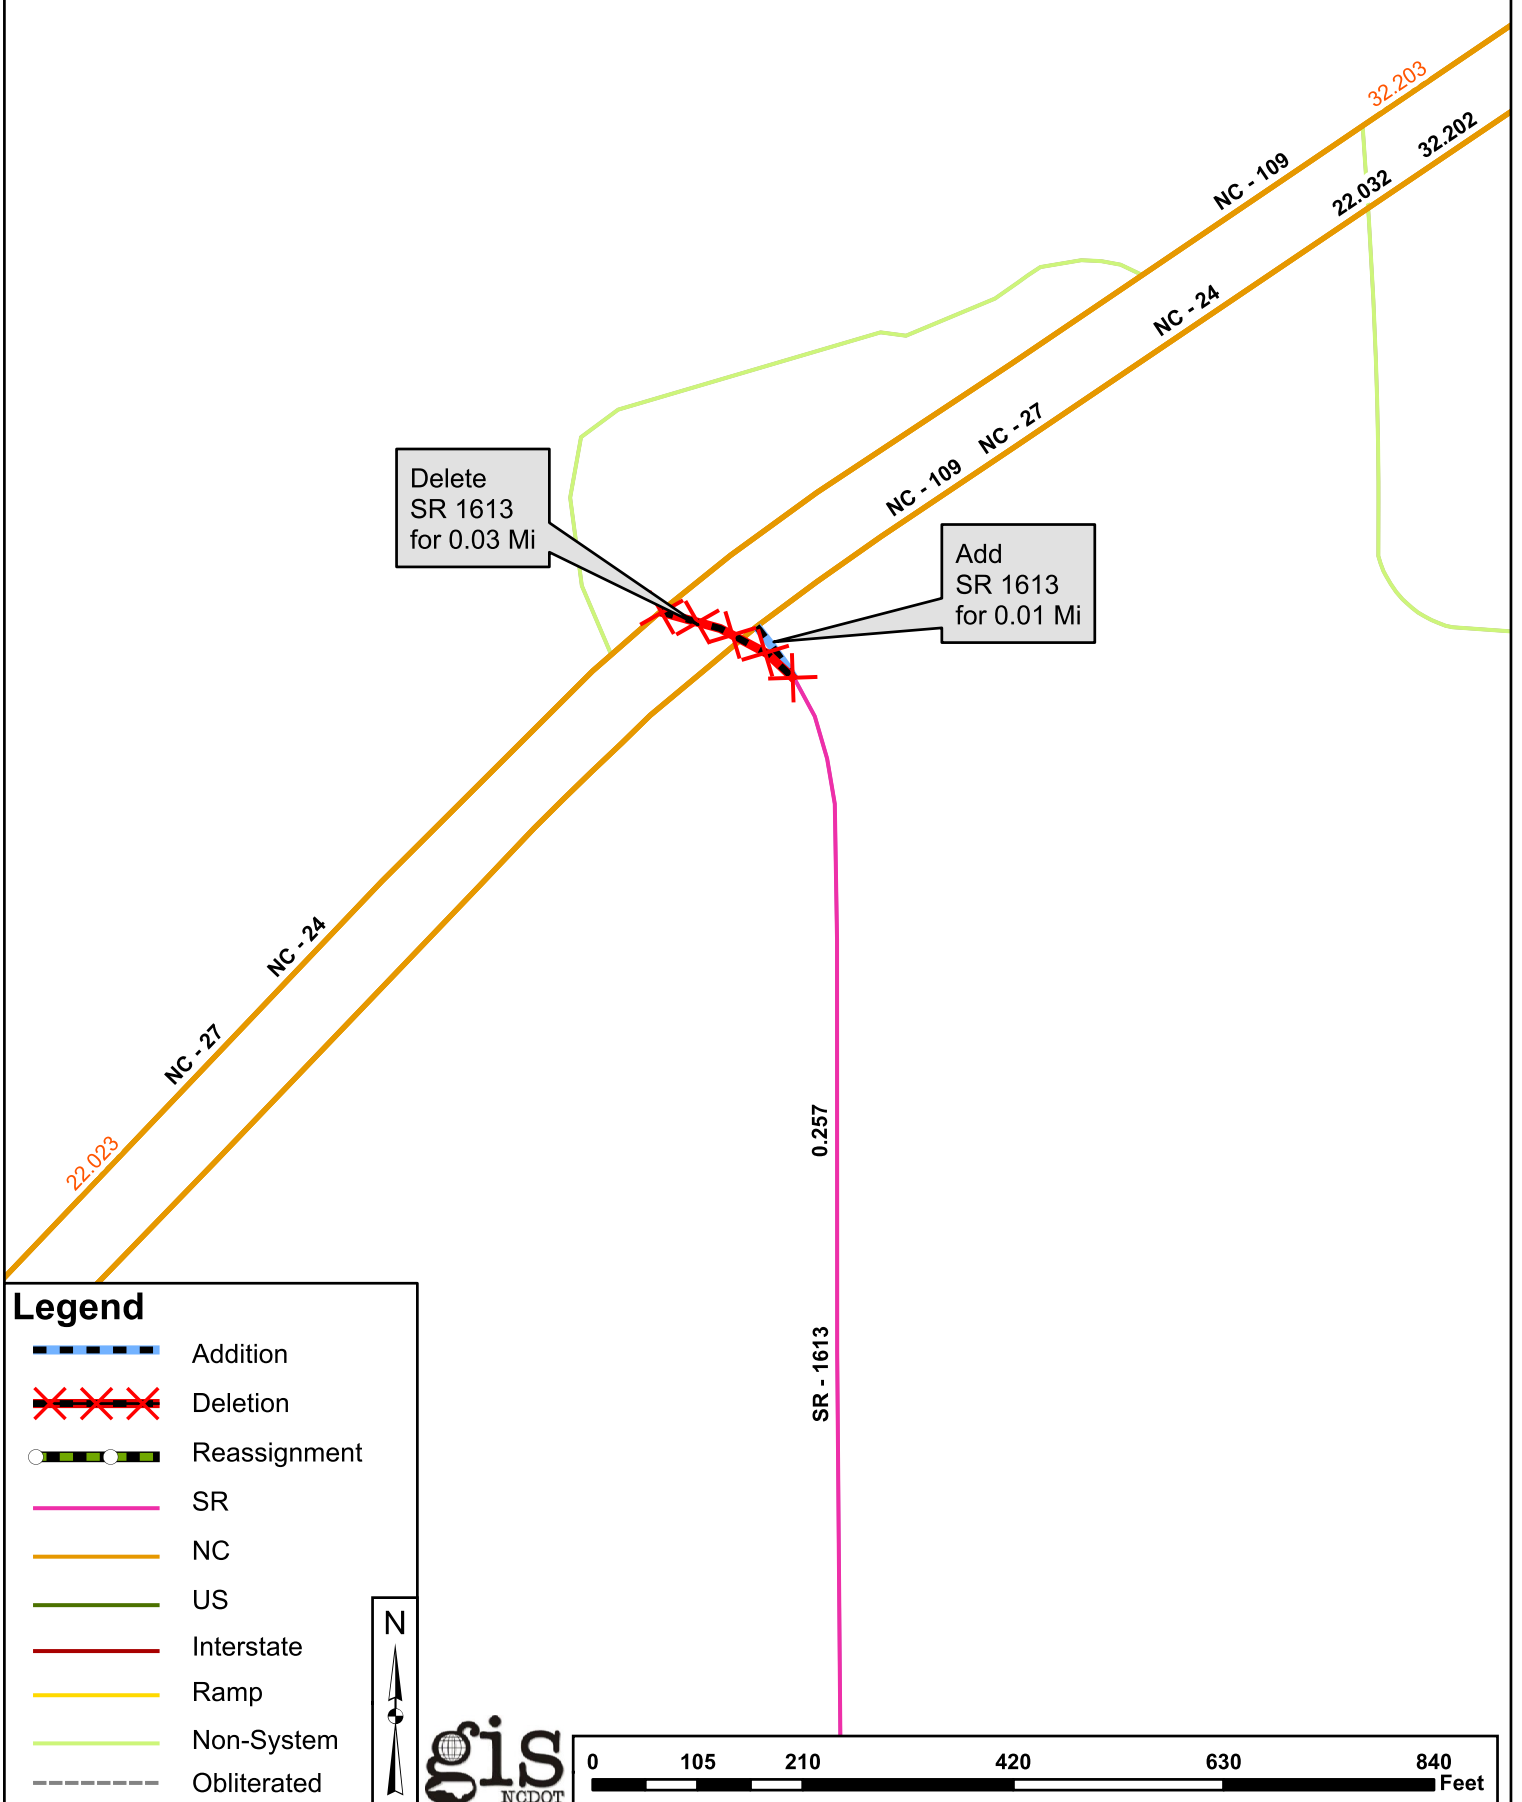 32.203
32.202
NC - 109
22.032
NC - 24
NC - 27
NC - 109
Delete
SR 1613
for 0.03 Mi
Add
SR 1613
for 0.01 Mi
NC - 24
NC - 27
22.023
0.257
SR - 1613
Legend
Addition
Deletion
Reassignment
SR
NC
US
Interstate
Ramp
Non-System
Obliterated
N
gis
NCDOT
0 105 210 420 630 840
Feet